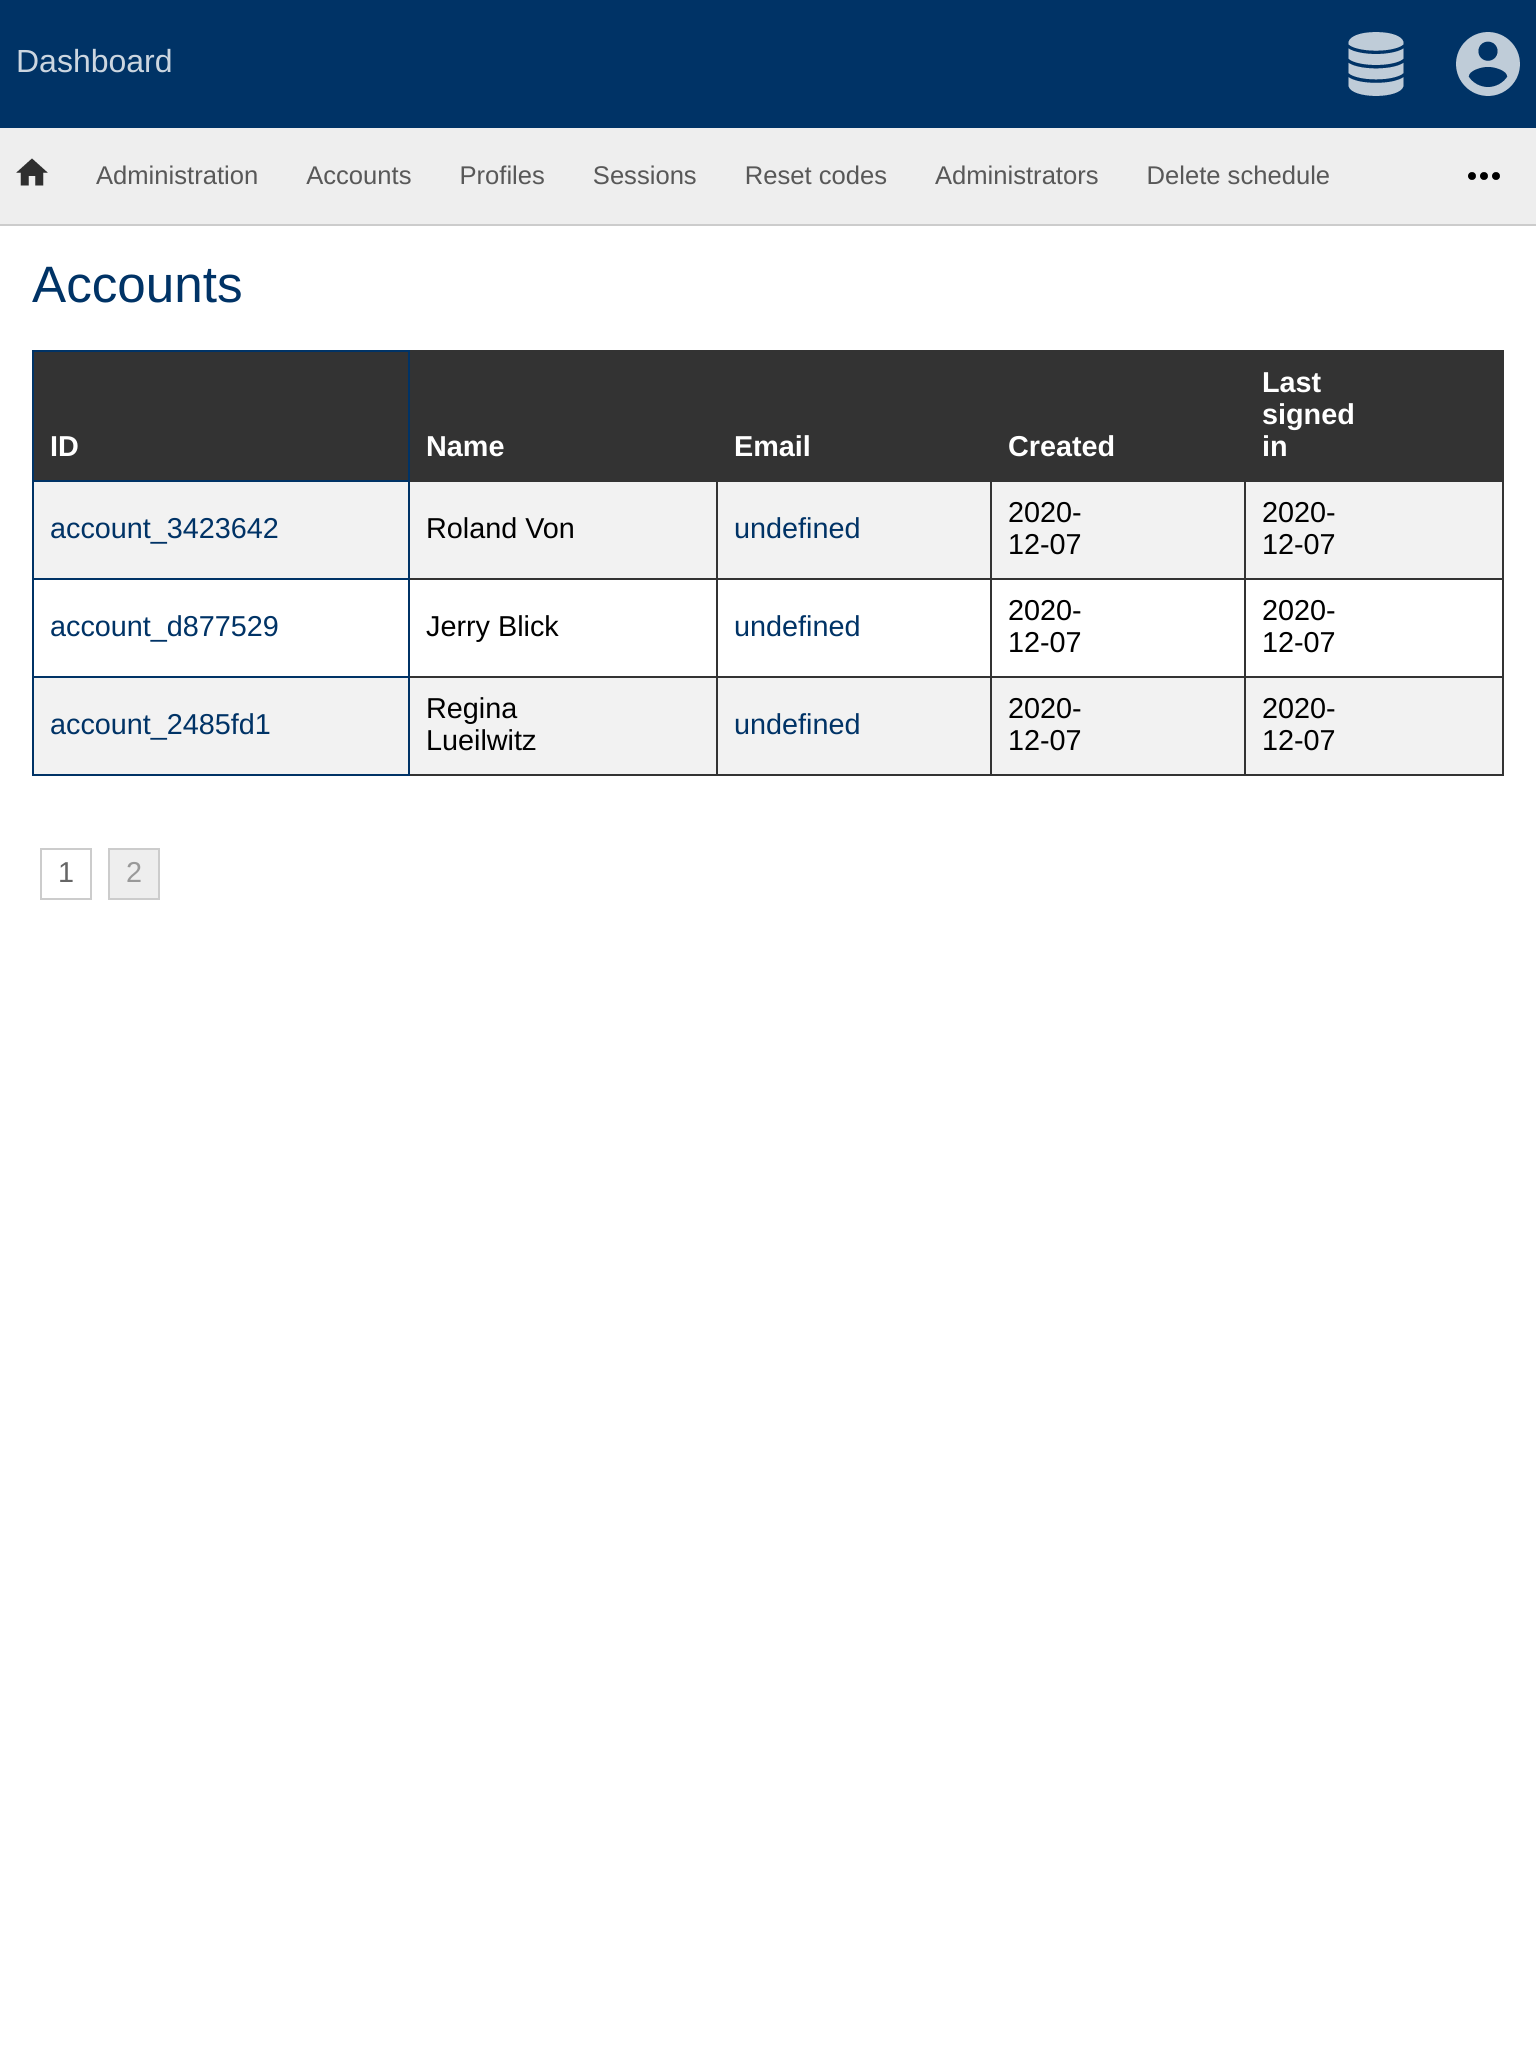 Dashboard
Administration Accounts Profiles Sessions Reset codes Administrators Delete schedule
Accounts
ID Name Email Created Last signed in
account_3423642 Roland Von undefined 2020-12-07 2020-12-07
account_d877529 Jerry Blick undefined 2020-12-07 2020-12-07
account_2485fd1 Regina Lueilwitz undefined 2020-12-07 2020-12-07
1 2